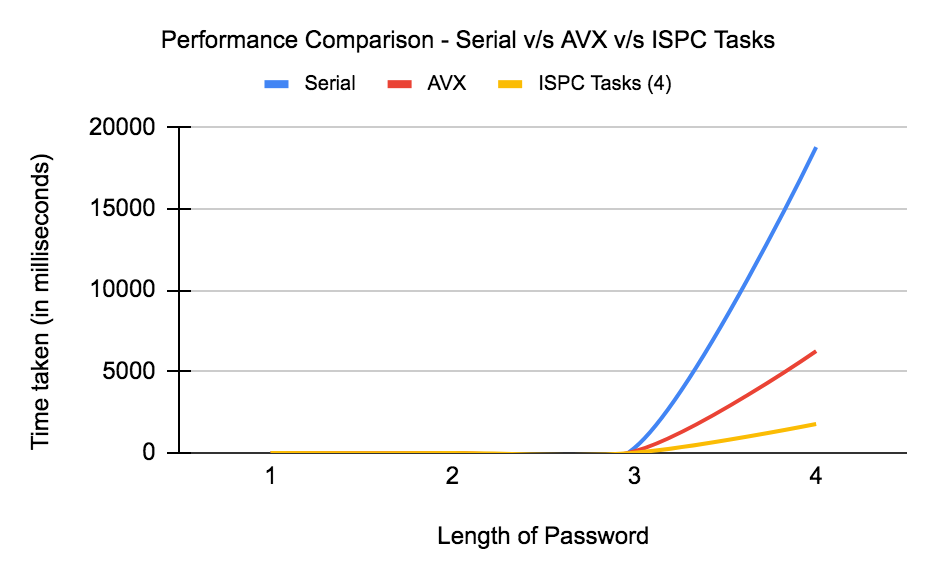 Performance Comparison - Serial v/s AVX v/s ISPC Tasks
Serial AVX ISPC Tasks (4)
Time taken (in milliseconds)
20000
15000
10000
5000
0
1 2 3 4
Length of Password